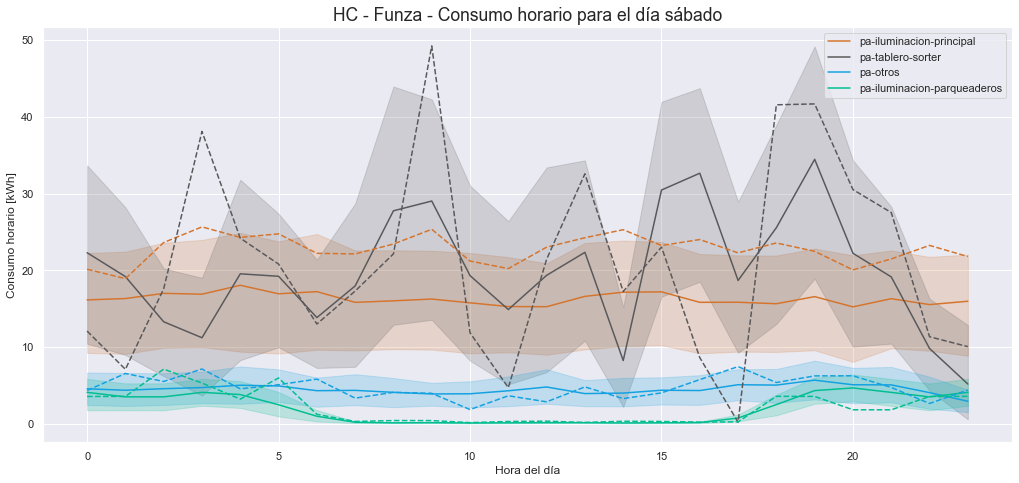 HC - Funza - Consumo horario para el día sábado
pa-iluminacion-principal
pa-tablero-sorter
pa-otros
pa-iluminacion-parqueaderos
Consumo horario [kWh]
50
40
30
20
10
0
0 5 10 15 20
Hora del día